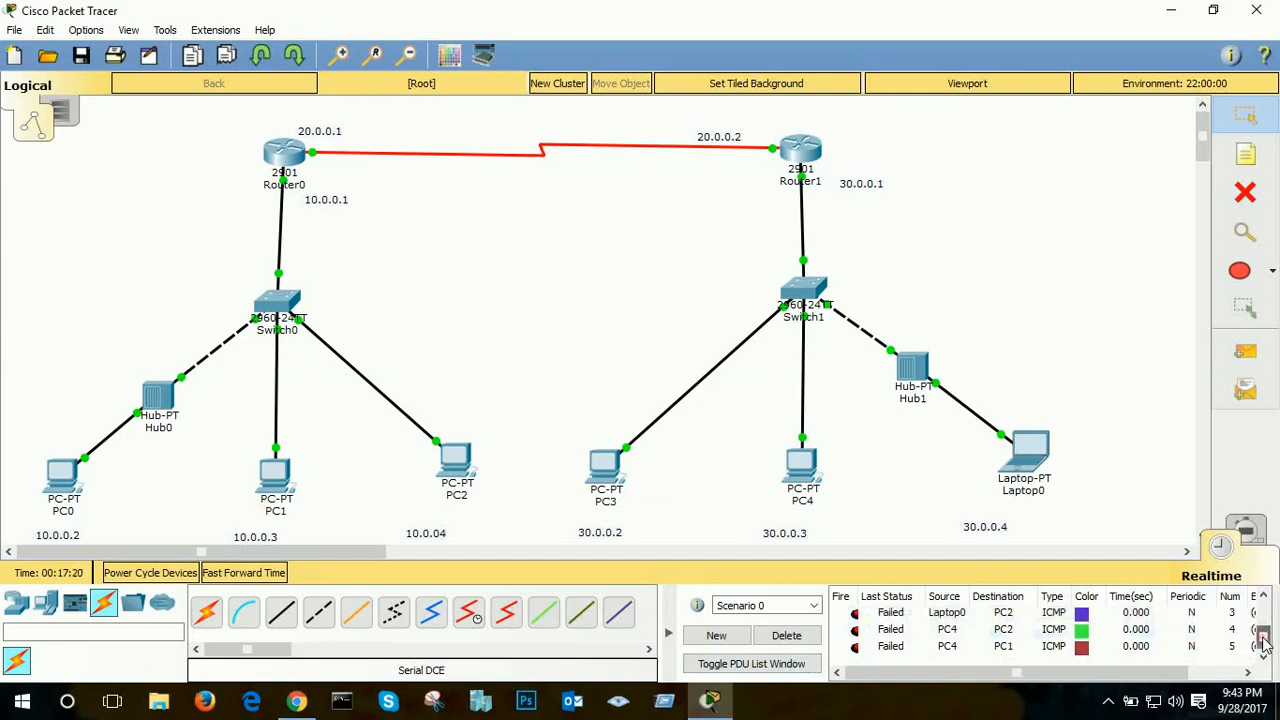 Cisco Packet Tracer
File Edit Options View Tools Extensions Help
Logical Back [Root] New Cluster Move Object Set Tiled Background Viewport Environment: 22:00:00
20.0.0.1
2901
Router0
10.0.0.1
20.0.0.2
2901
Router1
30.0.0.1
2960-24TT
Switch0
2960-24TT
Switch1
Hub-PT
Hub0
Hub-PT
Hub1
PC-PT
PC0
PC-PT
PC1
PC-PT
PC2
PC-PT
PC3
PC-PT
PC4
Laptop-PT
Laptop0
10.0.0.2
10.0.0.3
10.0.04
30.0.0.2
30.0.0.3
30.0.0.4
Time: 00:17:20 Power Cycle Devices Fast Forward Time Realtime
Scenario 0
New Delete
Toggle PDU List Window
Serial DCE
Fire Last Status Source Destination Type Color Time(sec) Periodic Num E
Failed Laptop0 PC2 ICMP 0.000 N 3
Failed PC4 PC2 ICMP 0.000 N 4
Failed PC4 PC1 ICMP 0.000 N 5
9:43 PM
9/28/2017